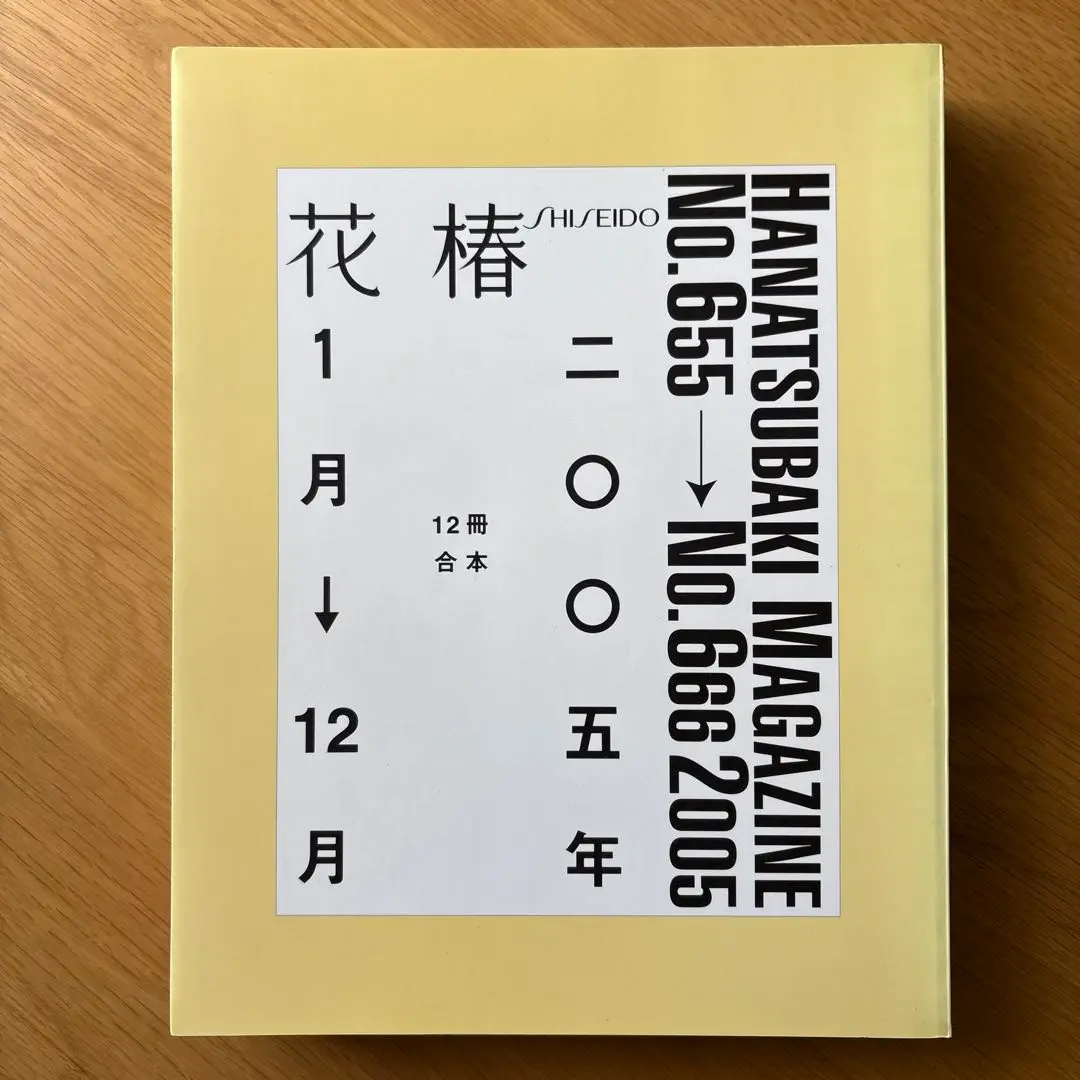 HANATSUBAKI MAGAZINE
No.655→No.666 2005
花椿
SHISEIDO
二〇〇五年
12冊
合本
1月↓12月